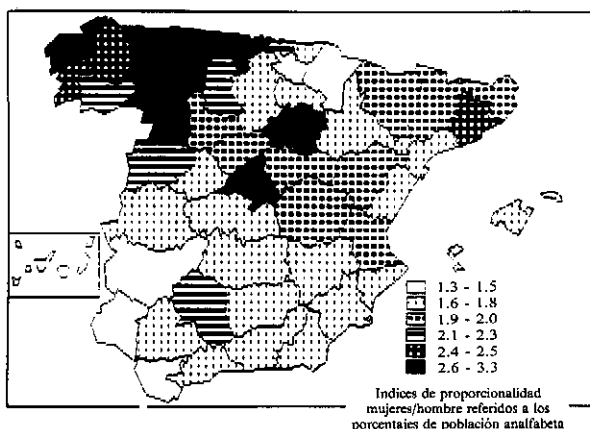 1.3 - 1.5
1.6 - 1.8
1.9 - 2.0
2.1 - 2.3
2.4 - 2.5
2.6 - 3.3
Indices de proporcionalidad
mujeres/hombre referidos a los
porcentajes de población analfabeta